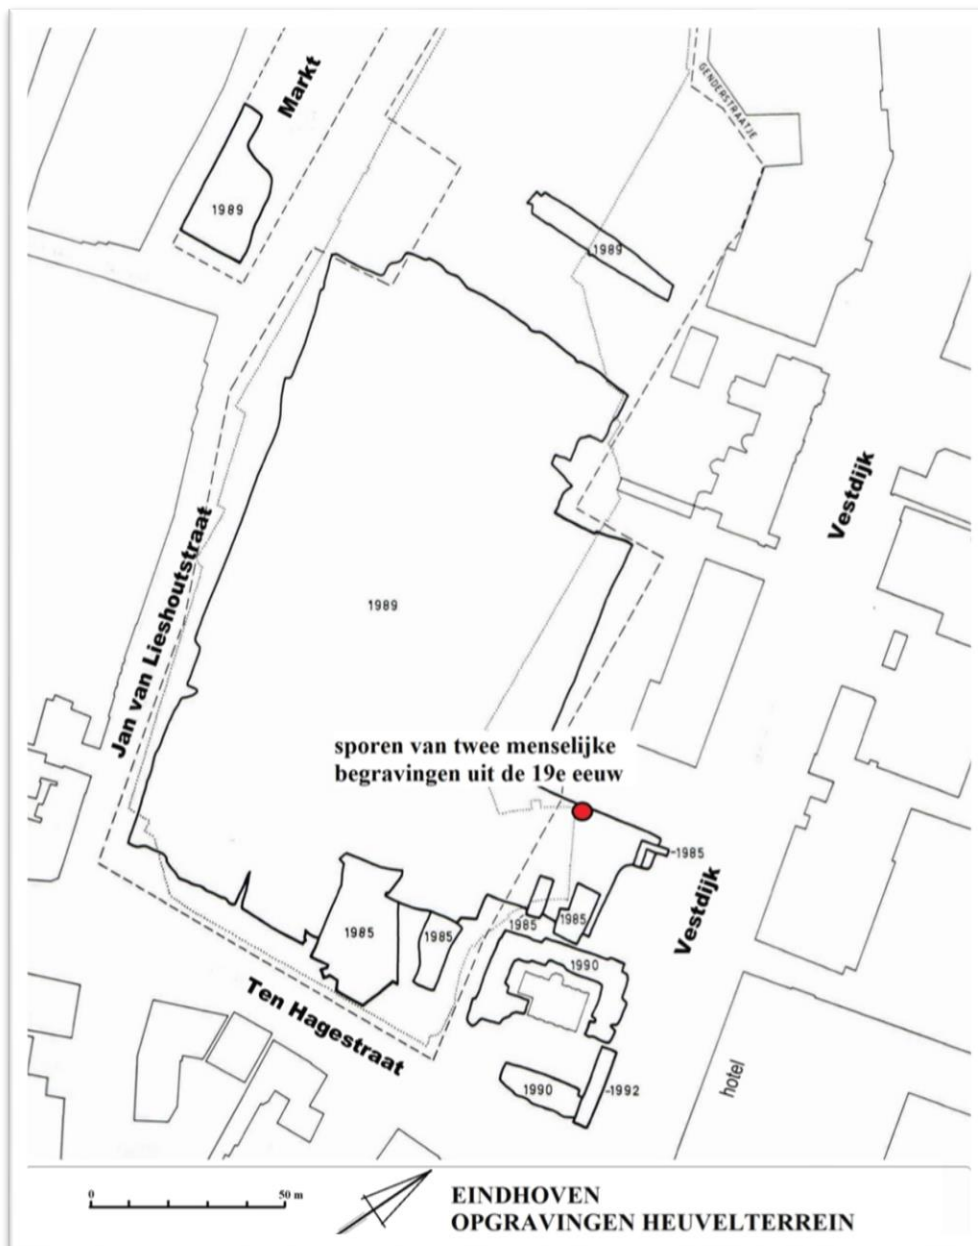 Markt
GENDERSTRAATJE
1989
1989
Vestdijk
Jan van Lieshoutstraat
1989
sporen van twee menselijke
begravingen uit de 19e eeuw
1985
Vestdijk
1985
1985
1985
1985
1990
Ten Hagestraat
hotel
1990
1992
0 50 m
EINDHOVEN
OPGRAVINGEN HEUVELTERREIN